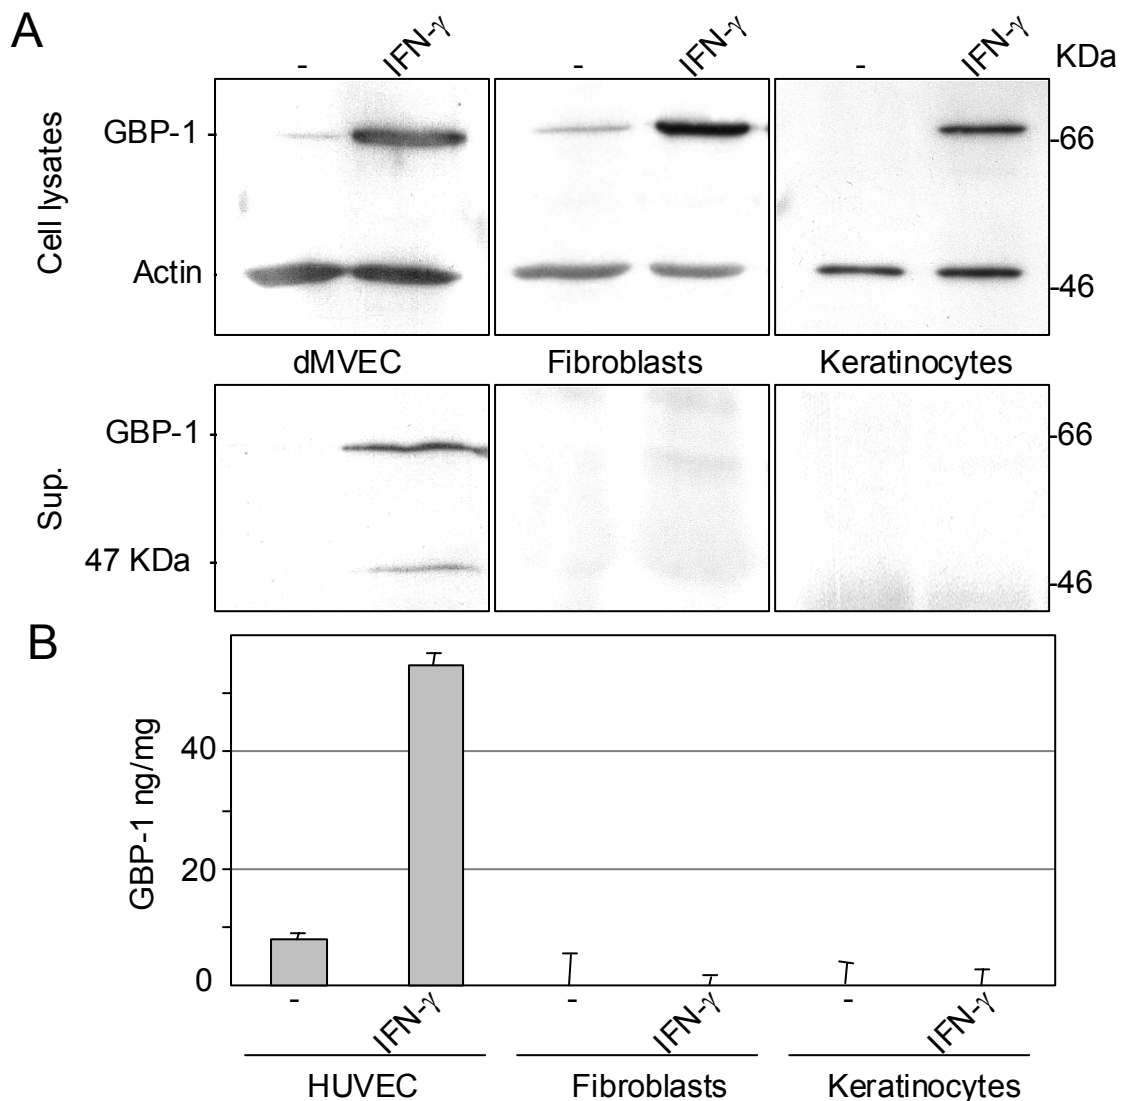 A
- IFN-γ - IFN-γ - IFN-γ KDa
Cell lysates
GBP-1
-66
Actin
-46
dMVEC Fibroblasts Keratinocytes
Sup.
GBP-1
-66
47 KDa
-46
B
GBP-1 ng/mg
40
20
0
- IFN-γ - IFN-γ - IFN-γ
HUVEC Fibroblasts Keratinocytes